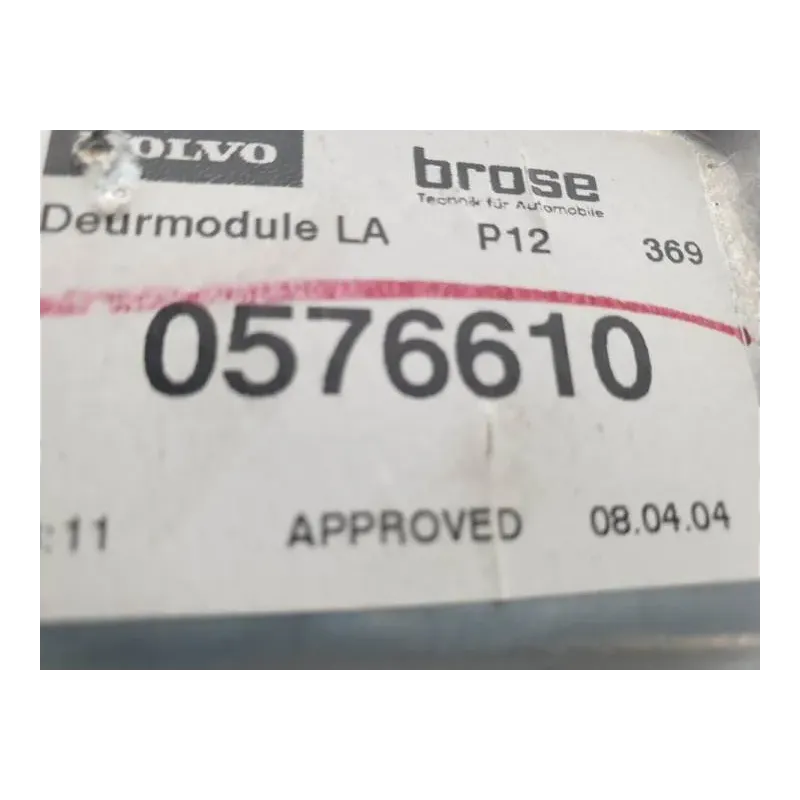 VOLVO brose
Technik für Automobile
Deurmodule LA P12 369
0576610
:11 APPROVED 08.04.04